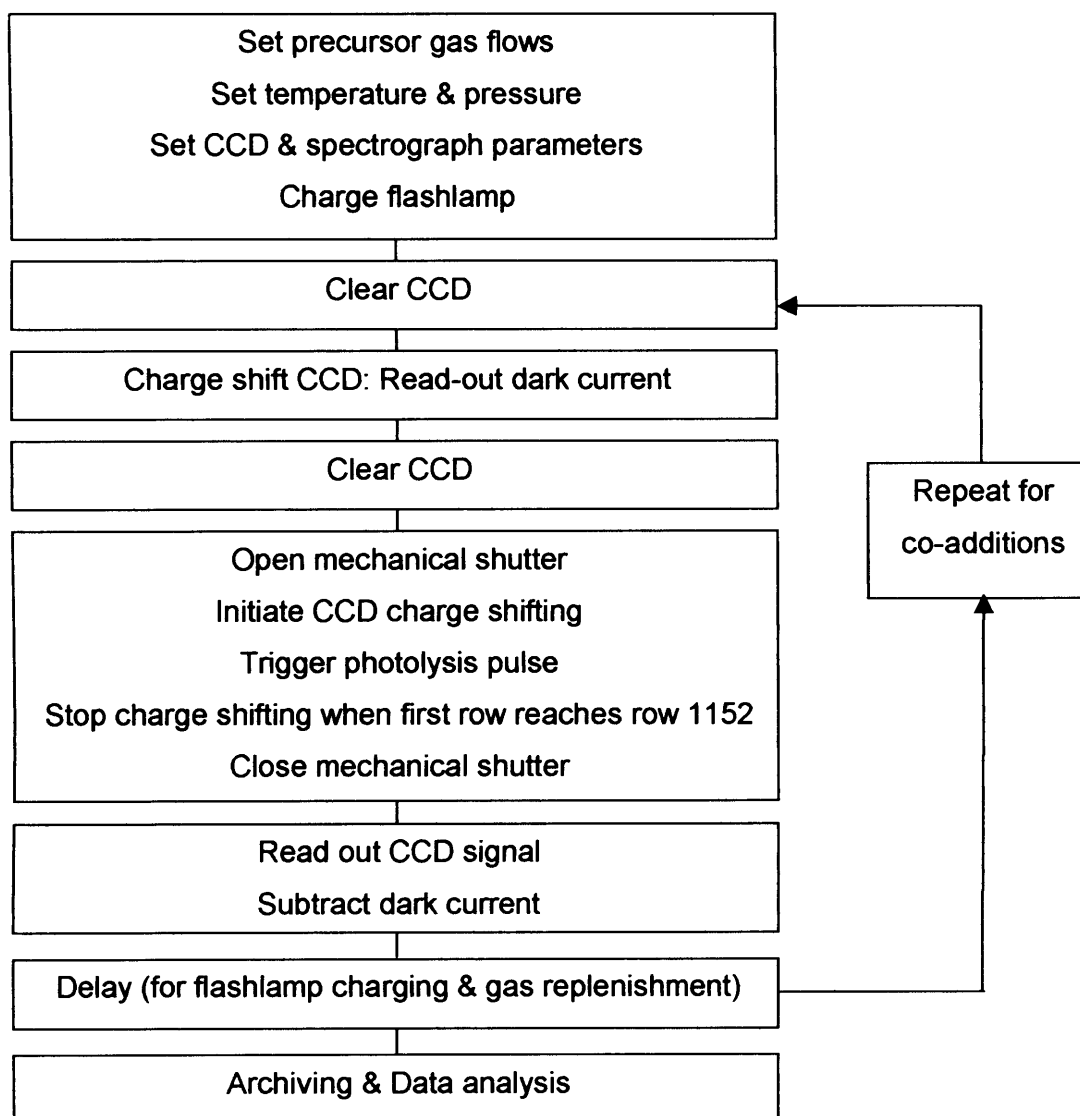 Set precursor gas flows
Set temperature & pressure
Set CCD & spectrograph parameters
Charge flashlamp
Clear CCD
Charge shift CCD: Read-out dark current
Clear CCD
Open mechanical shutter
Initiate CCD charge shifting
Trigger photolysis pulse
Stop charge shifting when first row reaches row 1152
Close mechanical shutter
Read out CCD signal
Subtract dark current
Delay (for flashlamp charging & gas replenishment)
Archiving & Data analysis
Repeat for
co-additions